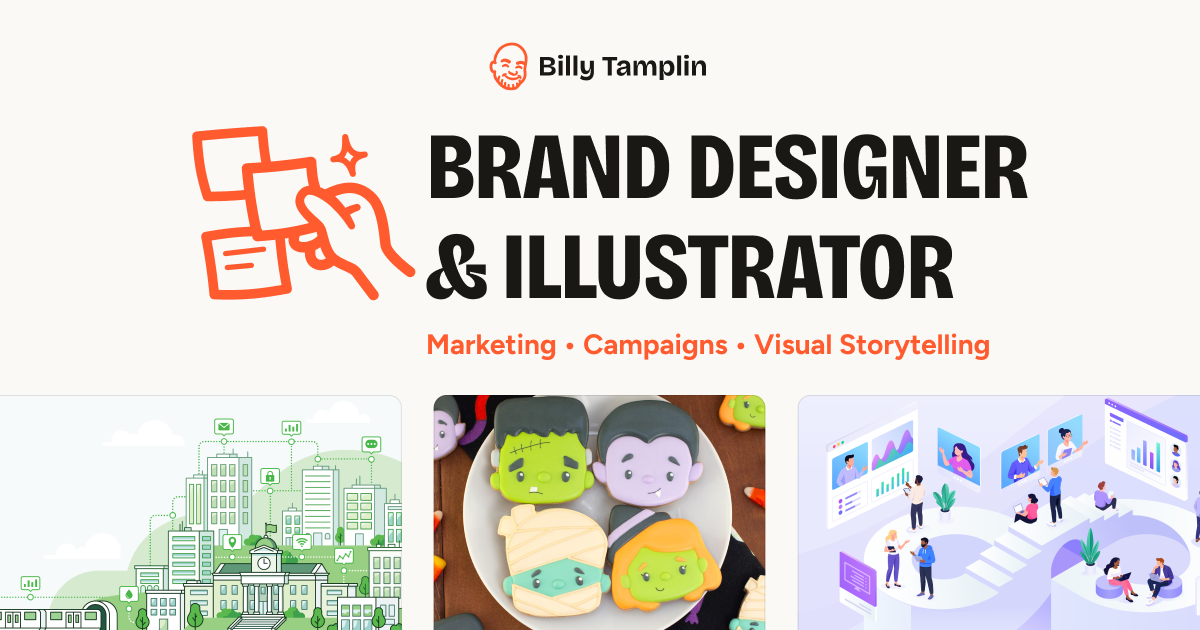 Billy Tamplin
BRAND DESIGNER
& ILLUSTRATOR
Marketing • Campaigns • Visual Storytelling